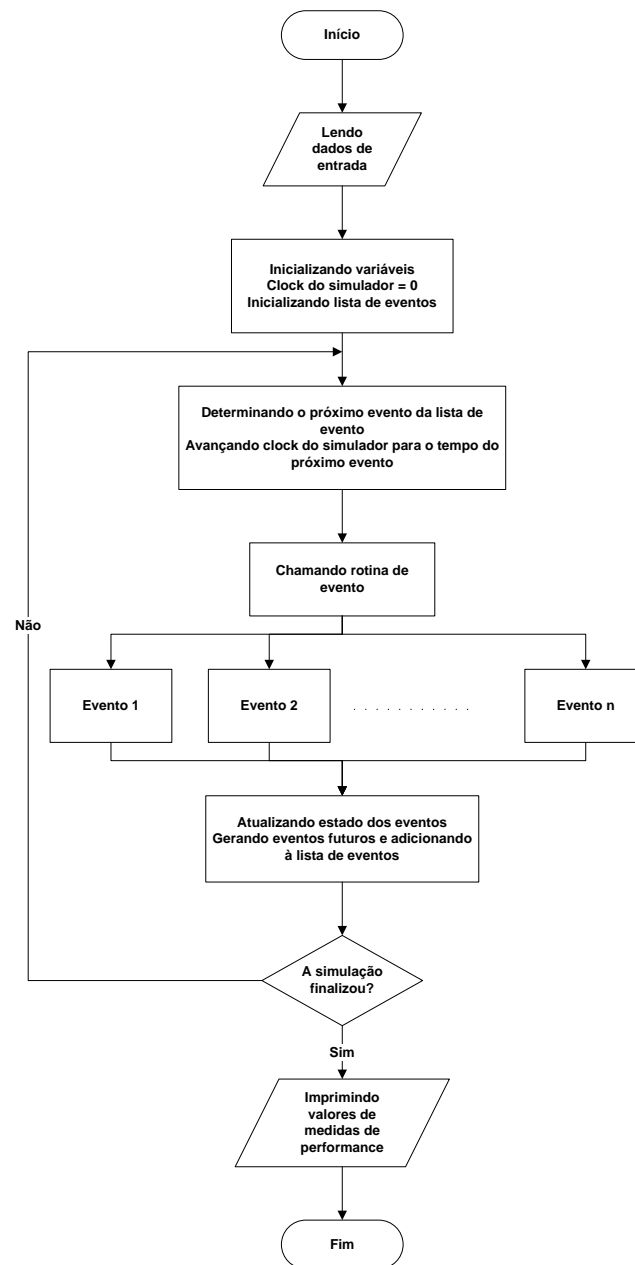 Início
Lendo
dados de
entrada
Inicializando variáveis
Clock do simulador = 0
Inicializando lista de eventos
Determinando o próximo evento da lista de
evento
Avançando clock do simulador para o tempo do
próximo evento
Chamando rotina de
evento
Não
Evento 1
Evento 2
. . . . . . . . . . .
Evento n
Atualizando estado dos eventos
Gerando eventos futuros e adicionando
à lista de eventos
A simulação
finalizou?
Sim
Imprimindo
valores de
medidas de
performance
Fim